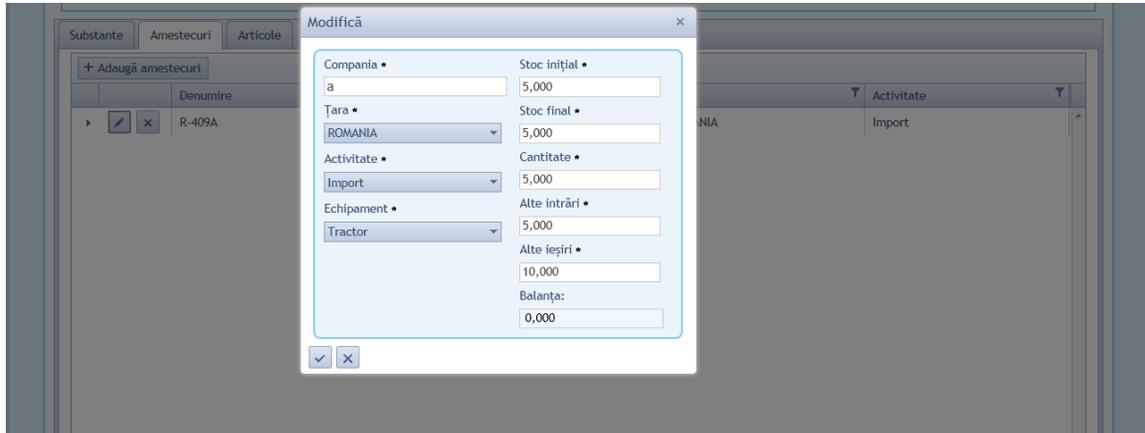 Modifică
Substante Amestecuri Articole
+ Adaugă amestecuri
Denumire Activitate
R-409A NIA Import
Compania •
a
Țara •
ROMANIA
Activitate •
Import
Echipament •
Tractor
Stoc inițial •
5,000
Stoc final •
5,000
Cantitate •
5,000
Alte intrări •
5,000
Alte ieșiri •
10,000
Balanța:
0,000